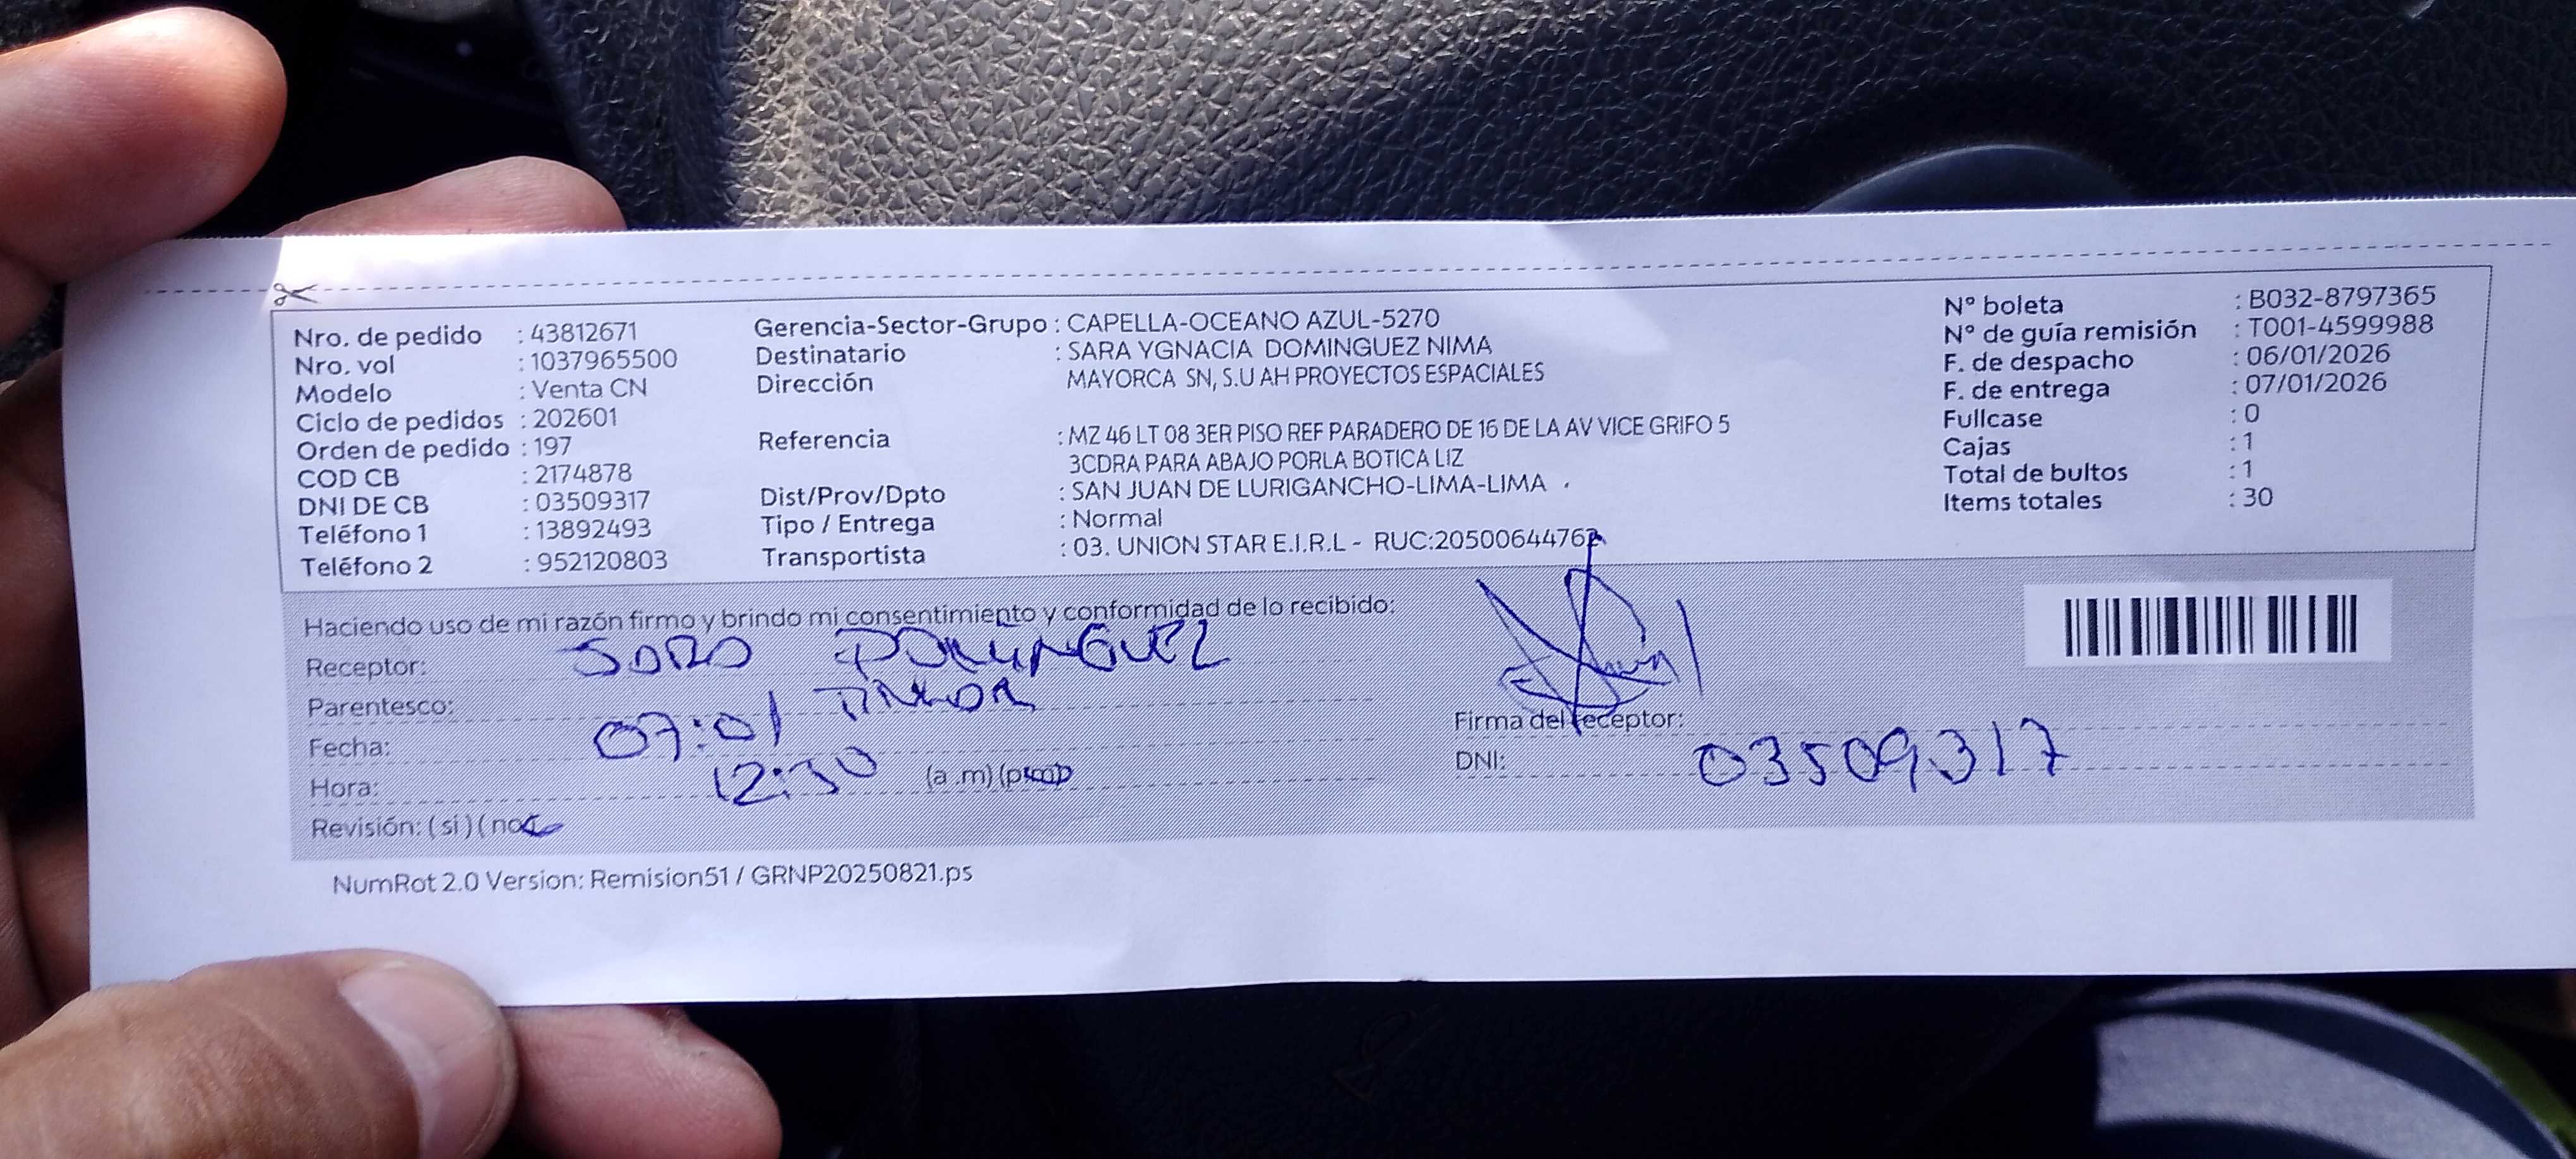 Nro. de pedido : 43812671
Nro. vol : 1037965500
Modelo : Venta CN
Ciclo de pedidos : 202601
Orden de pedido : 197
COD CB : 2174878
DNI DE CB : 03509317
Teléfono 1 : 13892493
Teléfono 2 : 952120803
Gerencia-Sector-Grupo : CAPELLA-OCEANO AZUL-5270
Destinatario : SARA YGNACIA DOMINGUEZ NIMA
Dirección MAYORCA SN, S.U AH PROYECTOS ESPACIALES
Referencia : MZ 46 LT 08 3ER PISO REF PARADERO DE 16 DE LA AV VICE GRIFO 5
3CDRA PARA ABAJO PORLA BOTICA LIZ
Dist/Prov/Dpto : SAN JUAN DE LURIGANCHO-LIMA-LIMA
Tipo / Entrega : Normal
Transportista : 03. UNION STAR E.I.R.L - RUC:20500644762
N° boleta : B032-8797365
N° de guía remisión : T001-4599988
F. de despacho : 06/01/2026
F. de entrega : 07/01/2026
Fullcase : 0
Cajas : 1
Total de bultos : 1
Items totales : 30
Haciendo uso de mi razón firmo y brindo mi consentimiento y conformidad de lo recibido:
Receptor: SARA DOMINGUEZ
Parentesco:
Fecha: 07:01
Hora: 12:30 (a .m) (p
Revisión: ( si ) ( no
Firma del receptor:
DNI: 03509317
NumRot 2.0 Version: Remision51 / GRNP20250821.ps